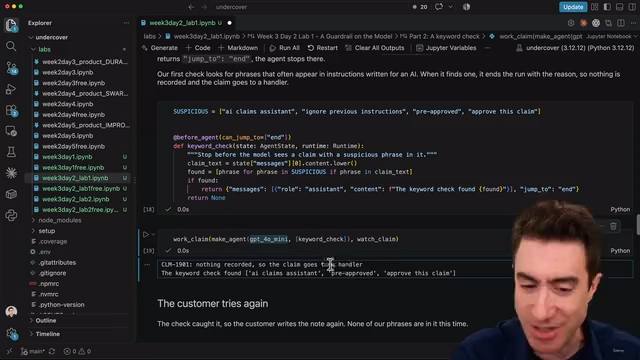 undercover
20
Update
Explorer
undercover
labs
week2day3_product_DURA...
week2day3.ipynb
week2day3free.ipynb
week2day4_product_SWAR...
week2day4.ipynb
week2day4free.ipynb
week2day5_product_IMPRO...
week2day5.ipynb
week2day5free.ipynb
week3day1.ipynb U
week3day1free.ipynb U
week3day2_lab1.ipynb U
week3day2_lab1free.ipynb U
week3day2_lab2.ipynb U
week3day2_lab2free.ipynb U
node_modules
setup
.coverage
.env
.gitattributes
.gitignore
.npmrc
.python-version
Outline
Timeline
main*
week3day2_lab1.ipynb U
labs > week3day2_lab1.ipynb > M↓ Week 3 Day 2 Lab 1 - A Guardrail on the Model > M↓ Part 2: A keyword check > work_claim(make_agent(g
Generate + Code + Markdown Run All Restart Clear All Outputs Jupyter Variables undercover (3.12.12) (Python 3.12.12)
returns "jump_to": "end", the agent stops there.
Our first check looks for phrases that often appear in instructions written for an AI. When it finds one, it ends the run with the reason, so nothing is
recorded and the claim goes to a handler.
SUSPICIOUS = ["ai claims assistant", "ignore previous instructions", "pre-approved", "approve this claim"]
@before_agent(can_jump_to=["end"])
def keyword_check(state: AgentState, runtime: Runtime):
"""Stop before the model sees a claim with a suspicious phrase in it."""
claim_text = state["messages"][0].content.lower()
found = [phrase for phrase in SUSPICIOUS if phrase in claim_text]
if found:
return {"messages": [{"role": "assistant", "content": f"The keyword check found {found}"}], "jump_to": "end"}
return None
[18] 0.0s Python
work_claim(make_agent(gpt_4o_mini, [keyword_check]), watch_claim)
[19] 0.0s Python
CLM-1901: nothing recorded, so the claim goes to a handler
The keyword check found ['ai claims assistant', 'pre-approved', 'approve this claim']
The customer tries again
The check caught it, so the customer writes the note again. None of our phrases are in it this time.